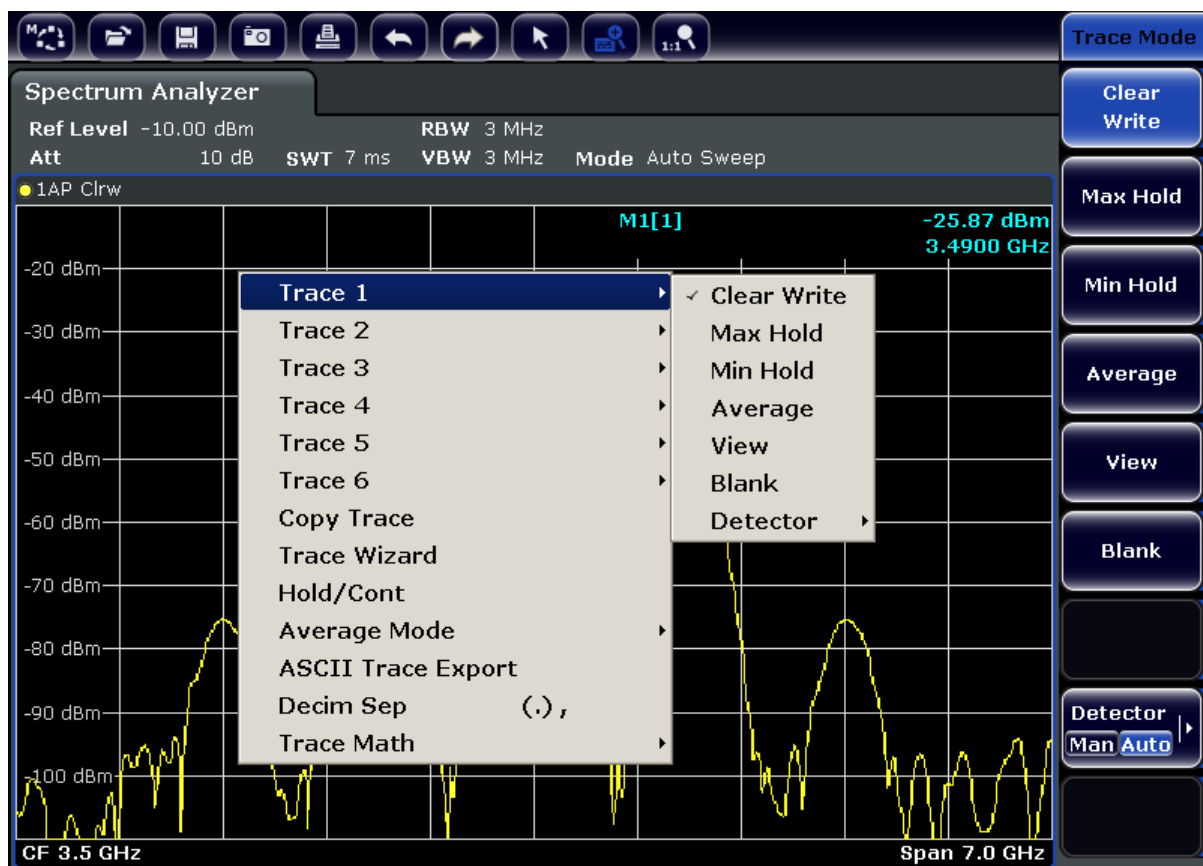 M
1:1
Trace Mode
Spectrum Analyzer
Ref Level -10.00 dBm RBW 3 MHz
Att 10 dB SWT 7 ms VBW 3 MHz Mode Auto Sweep
1AP Clrw
M1[1] -25.87 dBm
3.4900 GHz
-20 dBm
-30 dBm
-40 dBm
-50 dBm
-60 dBm
-70 dBm
-80 dBm
-90 dBm
-100 dBm
Trace 1
Trace 2
Trace 3
Trace 4
Trace 5
Trace 6
Copy Trace
Trace Wizard
Hold/Cont
Average Mode
ASCII Trace Export
Decim Sep (.) ,
Trace Math
Clear Write
Max Hold
Min Hold
Average
View
Blank
Detector
CF 3.5 GHz Span 7.0 GHz
Clear
Write
Max Hold
Min Hold
Average
View
Blank
Detector
Man Auto